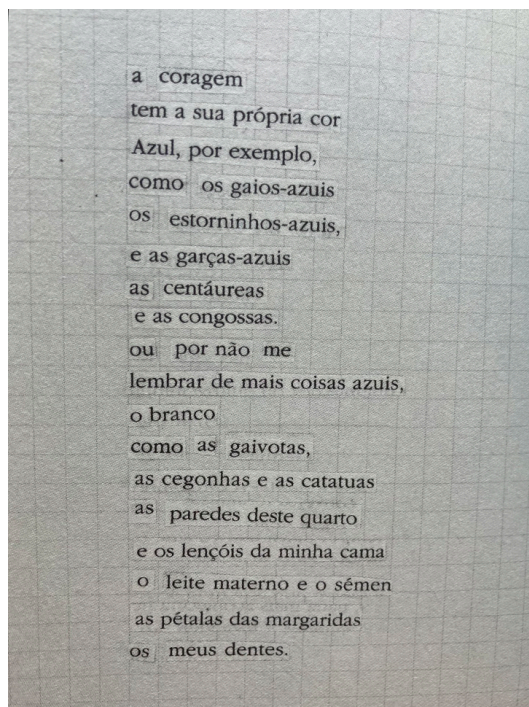 a coragem
tem a sua própria cor
Azul, por exemplo,
como os gaios-azuis
os estorninhos-azuis,
e as garças-azuis
as centáureas
e as congossas.
ou por não me
lembrar de mais coisas azuis,
o branco
como as gaivotas,
as cegonhas e as catatuas
as paredes deste quarto
e os lençóis da minha cama
o leite materno e o sémen
as pétalas das margaridas
os meus dentes.